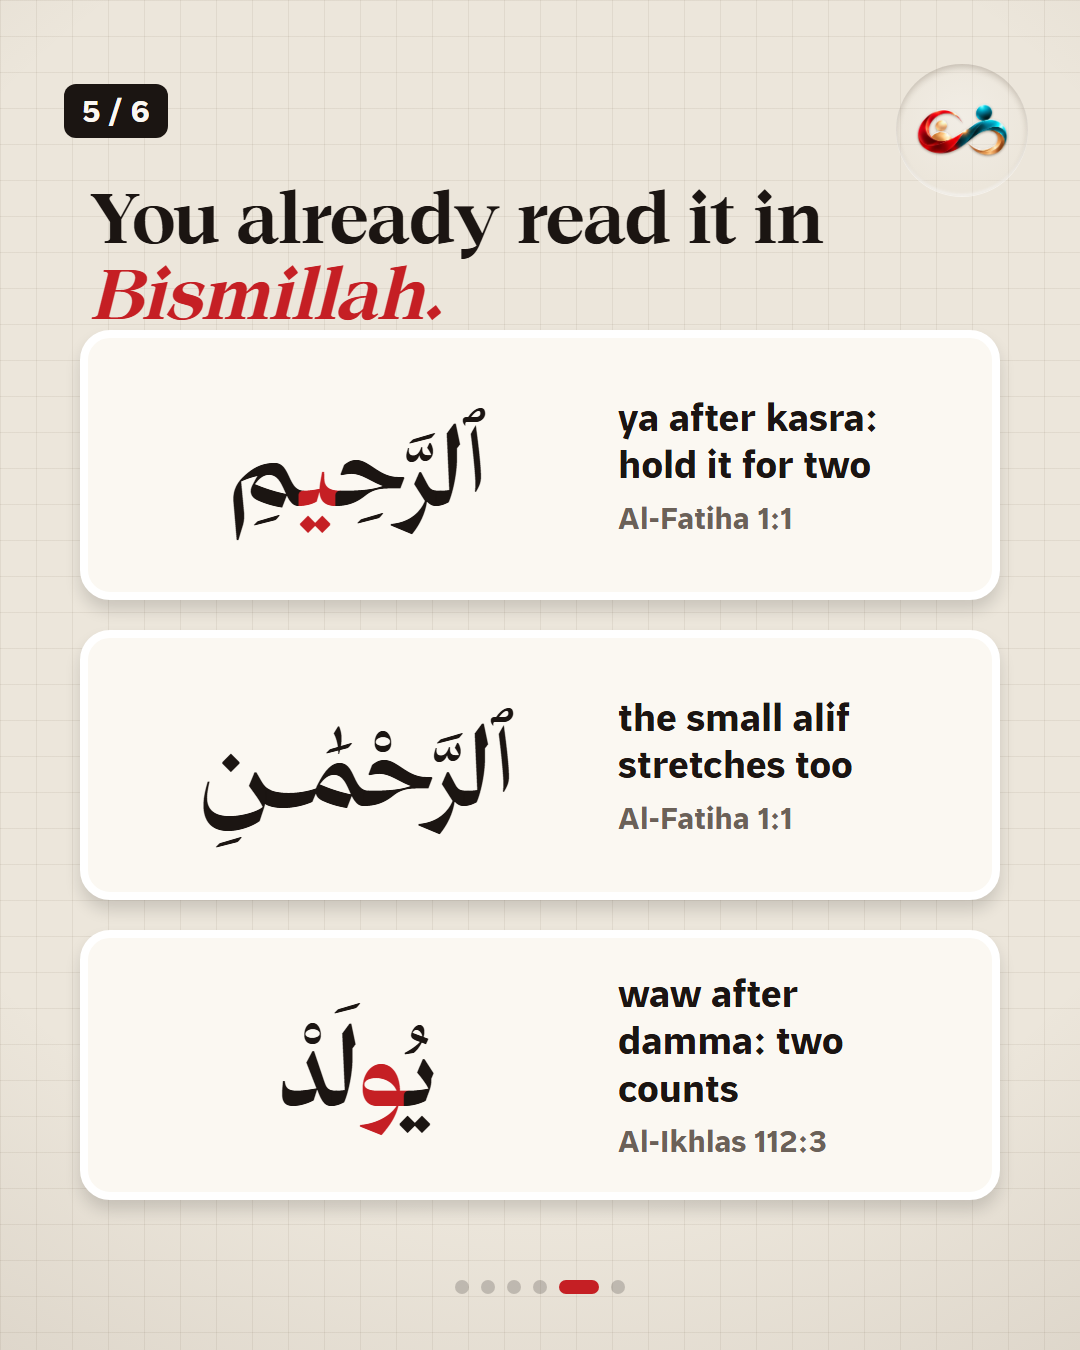 5 / 6
You already read it in
Bismillah.
ٱلرَّحِيمِ
ya after kasra:
hold it for two
Al-Fatiha 1:1
ٱلرَّحْمَٰنِ
the small alif
stretches too
Al-Fatiha 1:1
يُولَدْ
waw after
damma: two
counts
Al-Ikhlas 112:3